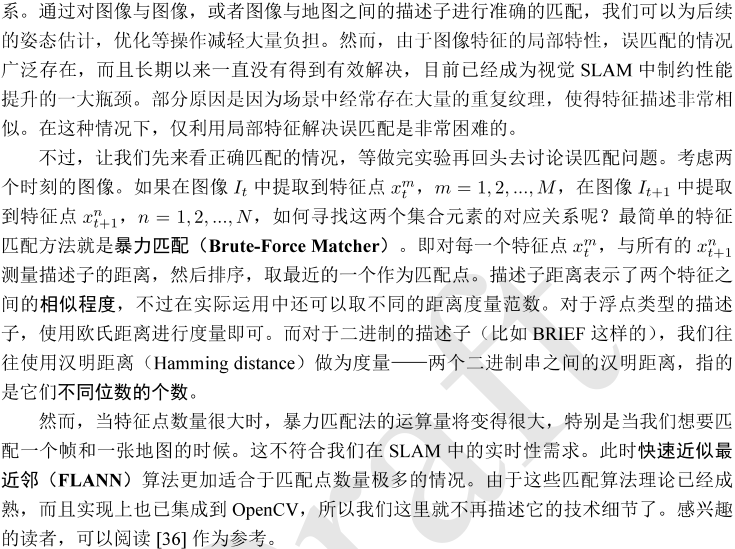 系。通过对图像与图像，或者图像与地图之间的描述子进行准确的匹配，我们可以为后续
的姿态估计，优化等操作减轻大量负担。然而，由于图像特征的局部特性，误匹配的情况
广泛存在，而且长期以来一直没有得到有效解决，目前已经成为视觉 SLAM 中制约性能
提升的一大瓶颈。部分原因是因为场景中经常存在大量的重复纹理，使得特征描述非常相
似。在这种情况下，仅利用局部特征解决误匹配是非常困难的。
不过，让我们先来看正确匹配的情况，等做完实验再回头去讨论误匹配问题。考虑两
个时刻的图像。如果在图像 I_t 中提取到特征点 x_t^m，m = 1, 2, ..., M，在图像 I_{t+1} 中提取
到特征点 x_{t+1}^n，n = 1, 2, ..., N，如何寻找这两个集合元素的对应关系呢？最简单的特征
匹配方法就是暴力匹配（Brute-Force Matcher）。即对每一个特征点 x_t^m，与所有的 x_{t+1}^n
测量描述子的距离，然后排序，取最近的一个作为匹配点。描述子距离表示了两个特征之
间的相似程度，不过在实际运用中还可以取不同的距离度量范数。对于浮点类型的描述
子，使用欧氏距离进行度量即可。而对于二进制的描述子（比如 BRIEF 这样的），我们往
往使用汉明距离（Hamming distance）做为度量——两个二进制串之间的汉明距离，指的
是它们不同位数的个数。
然而，当特征点数量很大时，暴力匹配法的运算量将变得很大，特别是当我们想要匹
配一个帧和一张地图的时候。这不符合我们在 SLAM 中的实时性需求。此时快速近似最
近邻（FLANN）算法更加适合于匹配点数量极多的情况。由于这些匹配算法理论已经成
熟，而且实现上也已集成到 OpenCV，所以我们这里就不再描述它的技术细节了。感兴趣
的读者，可以阅读 [36] 作为参考。